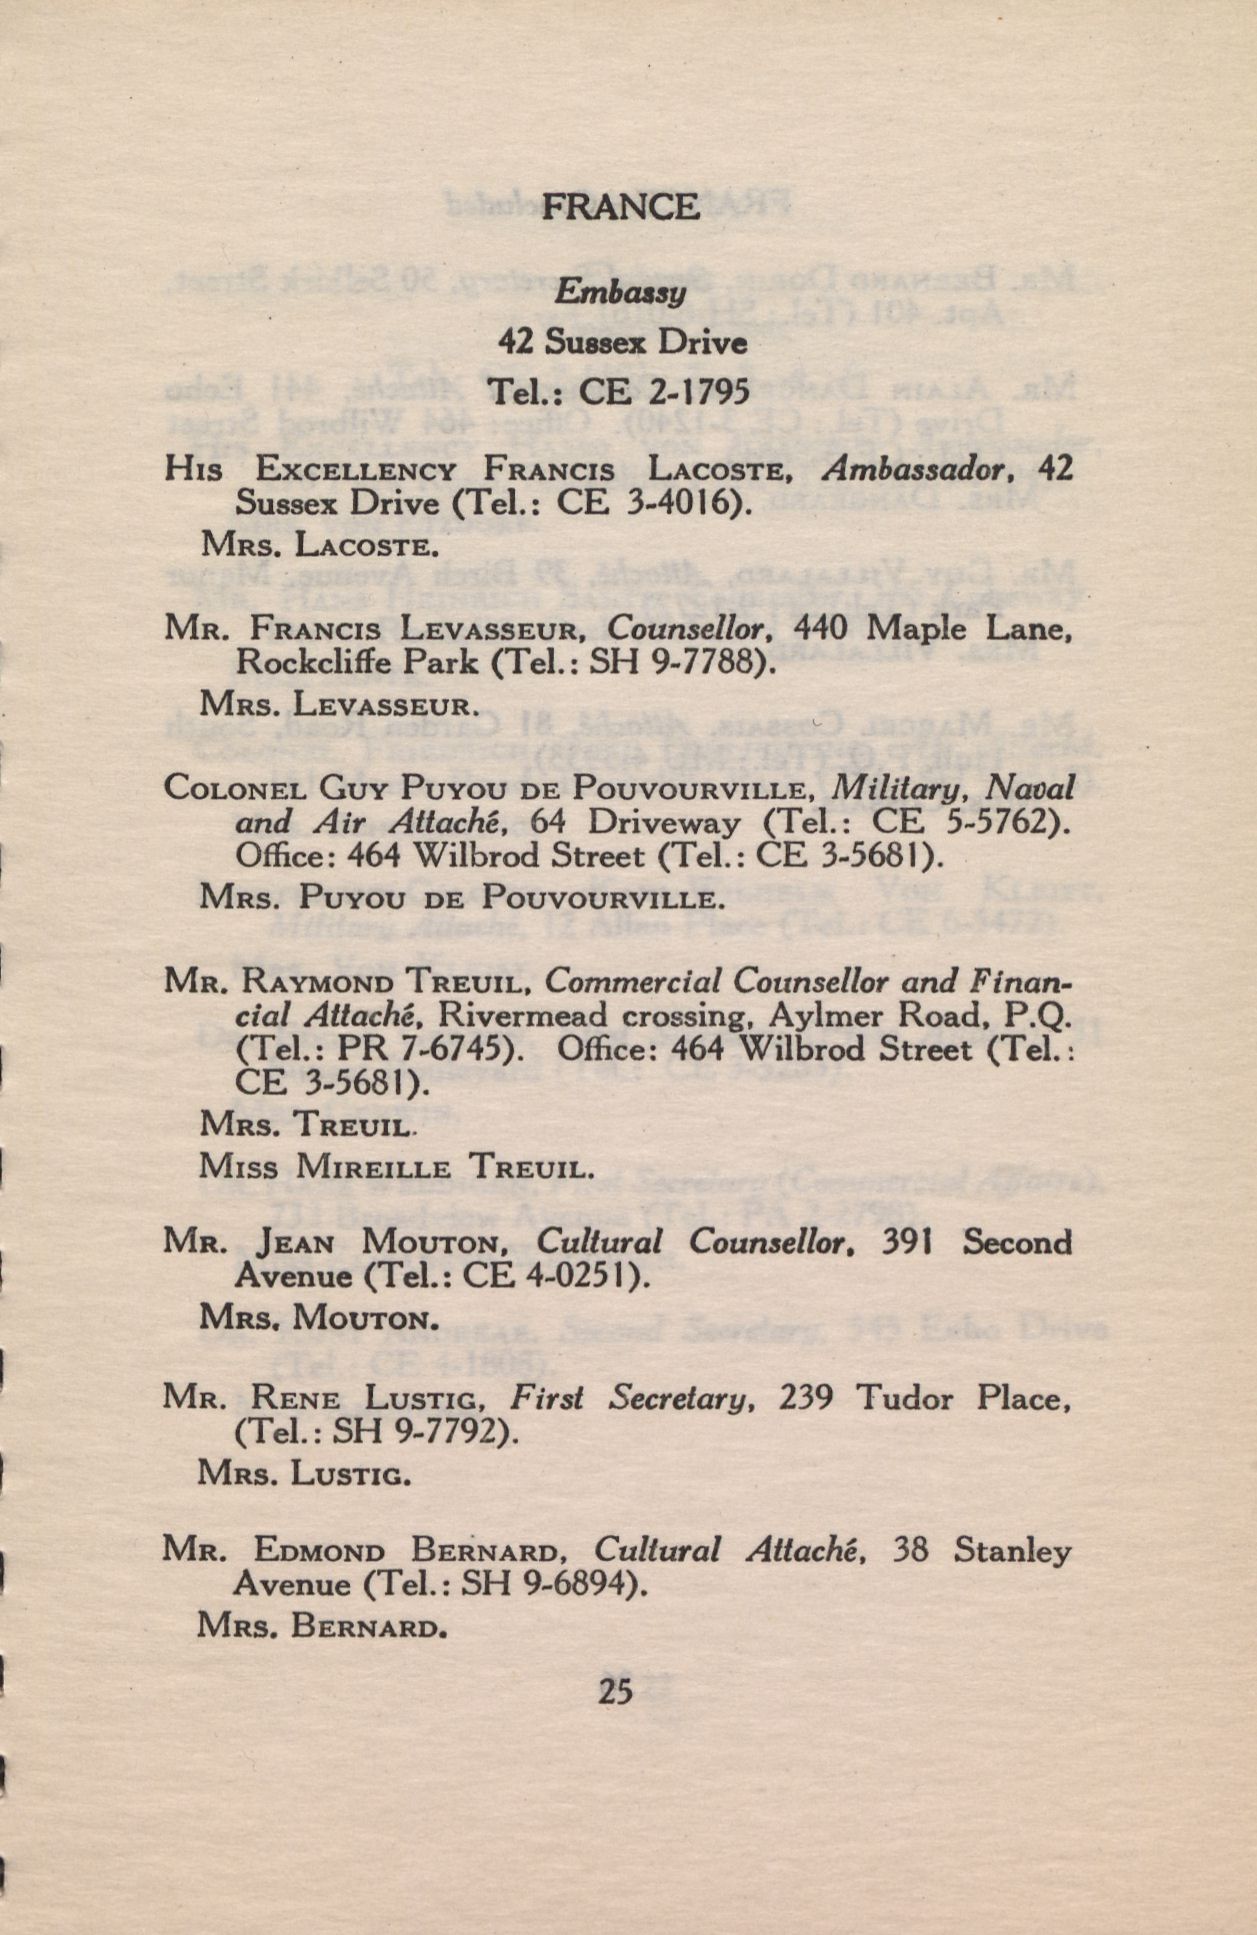 FRANCE
Embassy
42 Sussex Drive
Tel.: CE 2-1795
HIS EXCELLENCY FRANCIS LACOSTE, Ambassador, 42
Sussex Drive (Tel.: CE 3-4016).
MRS. LACOSTE.
MR. FRANCIS LEVASSEUR, Counsellor, 440 Maple Lane,
Rockcliffe Park (Tel.: SH 9-7788).
MRS. LEVASSEUR.
COLONEL GUY PUYOU DE POUVOURVILLE, Military, Naval
and Air Attaché, 64 Driveway (Tel.: CE 5-5762).
Office: 464 Wilbrod Street (Tel.: CE 3-5681).
MRS. PUYOU DE POUVOURVILLE.
MR. RAYMOND TREUIL, Commercial Counsellor and Finan-
cial Attaché, Rivermead crossing, Aylmer Road, P.Q.
(Tel.: PR 7-6745). Office: 464 Wilbrod Street (Tel.:
CE 3-5681).
MRS. TREUIL.
MISS MIREILLE TREUIL.
MR. JEAN MOUTON, Cultural Counsellor, 391 Second
Avenue (Tel.: CE 4-0251).
MRS. MOUTON.
MR. RENE LUSTIG, First Secretary, 239 Tudor Place,
(Tel.: SH 9-7792).
MRS. LUSTIG.
MR. EDMOND BERNARD, Cultural Attaché, 38 Stanley
Avenue (Tel.: SH 9-6894).
MRS. BERNARD.
25